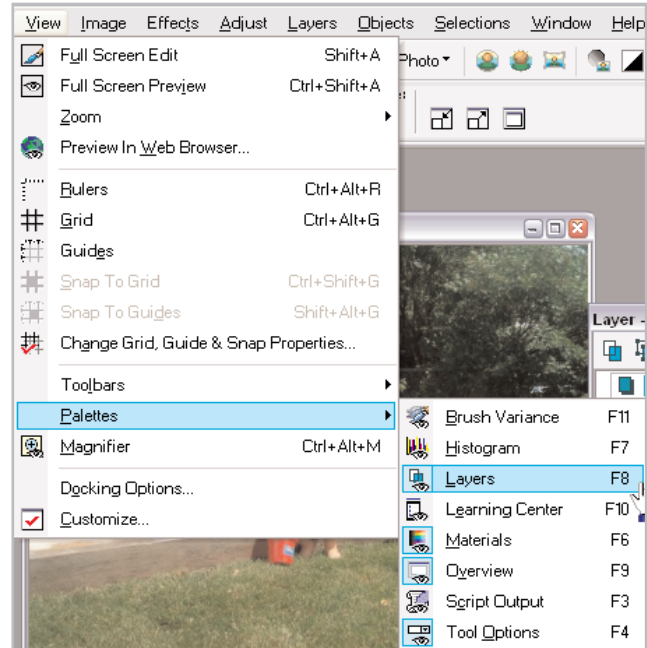 View Image Effects Adjust Layers Objects Selections Window Help
Full Screen Edit Shift+A
Photo
Full Screen Preview Ctrl+Shift+A
Zoom
Preview In Web Browser...
Rulers Ctrl+Alt+R
Grid Ctrl+Alt+G
Guides
Snap To Grid Ctrl+Shift+G
Snap To Guides Shift+Alt+G
Layer -
Change Grid, Guide & Snap Properties...
Toolbars
Palettes
Magnifier Ctrl+Alt+M
Docking Options...
Customize...
Brush Variance F11
Histogram F7
Layers F8
Learning Center F10
Materials F6
Overview F9
Script Output F3
Tool Options F4